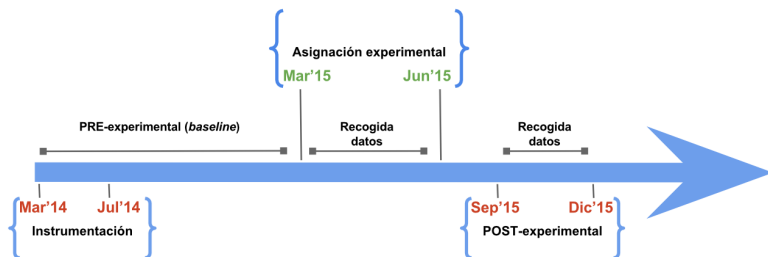 Asignación experimental
Mar’15 Jun’15
PRE-experimental (baseline)
Recogida
datos
Recogida
datos
Mar’14 Jul’14
Instrumentación
Sep’15 Dic’15
POST-experimental